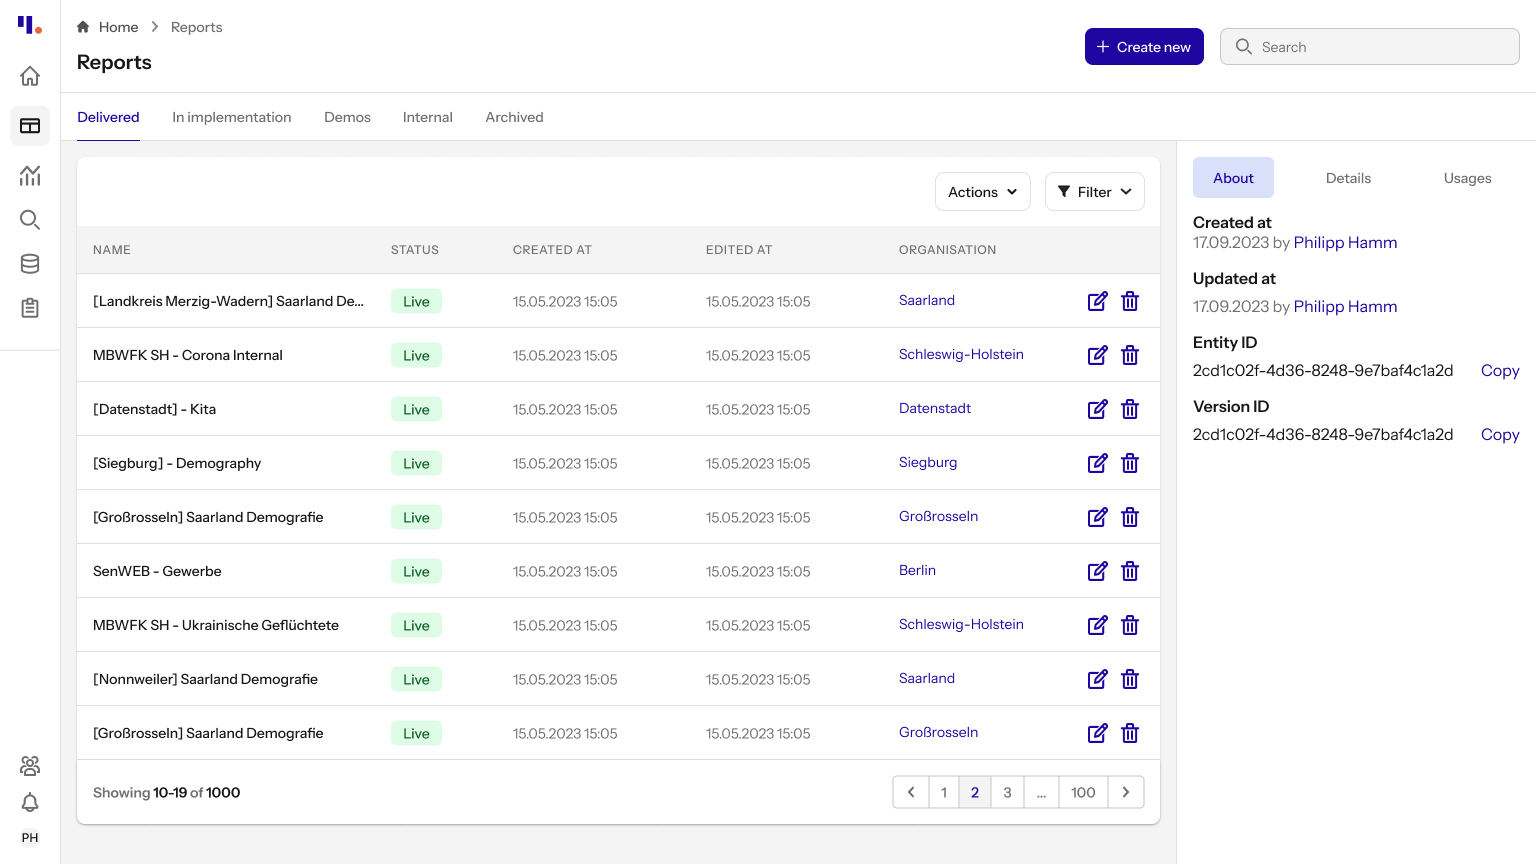 Home Reports
Reports
Create new
Search
Delivered In implementation Demos Internal Archived
Actions Filter
NAME STATUS CREATED AT EDITED AT ORGANISATION
[Landkreis Merzig-Wadern] Saarland De... Live 15.05.2023 15:05 15.05.2023 15:05 Saarland
MBWFK SH - Corona Internal Live 15.05.2023 15:05 15.05.2023 15:05 Schleswig-Holstein
[Datenstadt] - Kita Live 15.05.2023 15:05 15.05.2023 15:05 Datenstadt
[Siegburg] - Demography Live 15.05.2023 15:05 15.05.2023 15:05 Siegburg
[Großrosseln] Saarland Demografie Live 15.05.2023 15:05 15.05.2023 15:05 Großrosseln
SenWEB - Gewerbe Live 15.05.2023 15:05 15.05.2023 15:05 Berlin
MBWFK SH - Ukrainische Geflüchtete Live 15.05.2023 15:05 15.05.2023 15:05 Schleswig-Holstein
[Nonnweiler] Saarland Demografie Live 15.05.2023 15:05 15.05.2023 15:05 Saarland
[Großrosseln] Saarland Demografie Live 15.05.2023 15:05 15.05.2023 15:05 Großrosseln
Showing 10-19 of 1000
1 2 3 ... 100
About Details Usages
Created at
17.09.2023 by Philipp Hamm
Updated at
17.09.2023 by Philipp Hamm
Entity ID
2cd1c02f-4d36-8248-9e7baf4c1a2d Copy
Version ID
2cd1c02f-4d36-8248-9e7baf4c1a2d Copy
PH